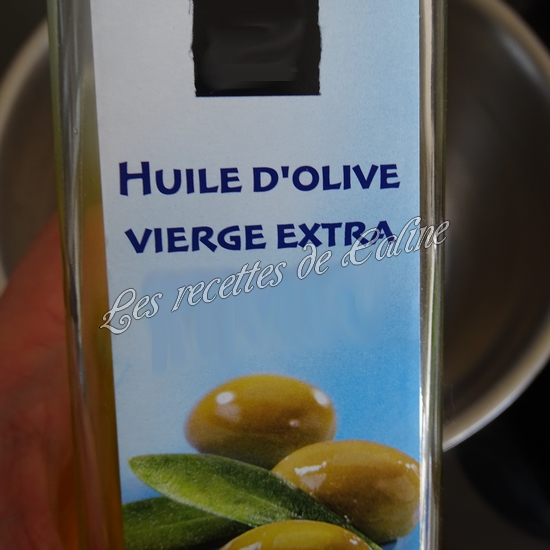 HUILE D'OLIVE
VIERGE EXTRA
Les recettes de Caline